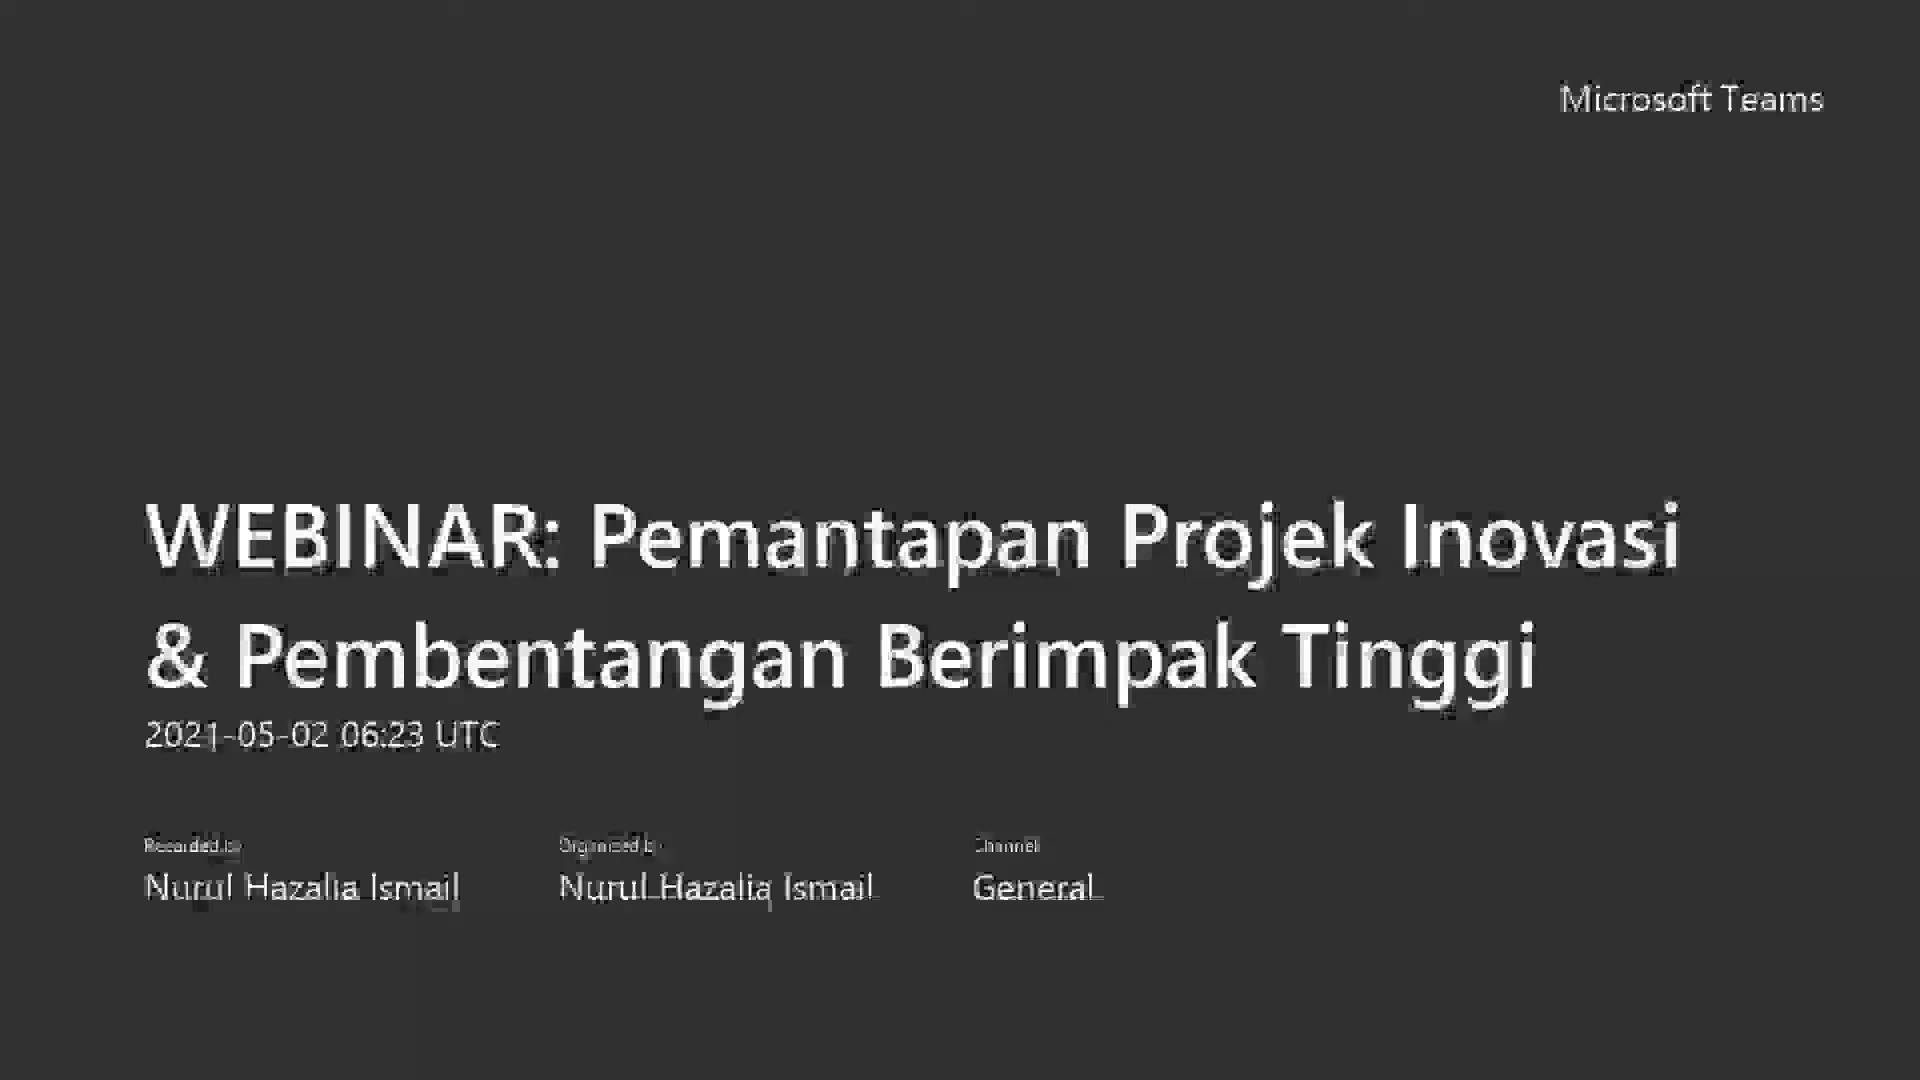 Microsoft Teams
WEBINAR: Pemantapan Projek Inovasi
& Pembentangan Berimpak Tinggi
2021-05-02 06:23 UTC
Recorded by Organized by Channel
Nurul Hazalia Ismail Nurul Hazalia Ismail General